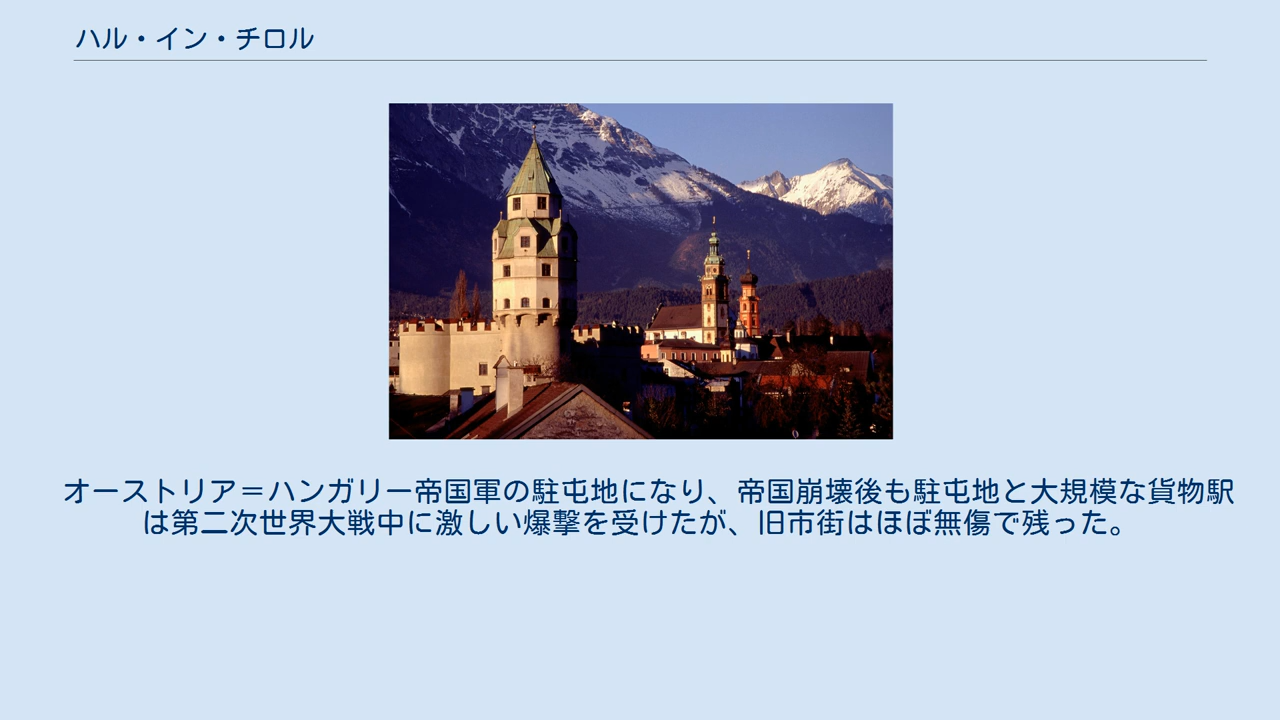 ハル・イン・チロル
オーストリア＝ハンガリー帝国軍の駐屯地になり、帝国崩壊後も駐屯地と大規模な貨物駅
は第二次世界大戦中に激しい爆撃を受けたが、旧市街はほぼ無傷で残った。